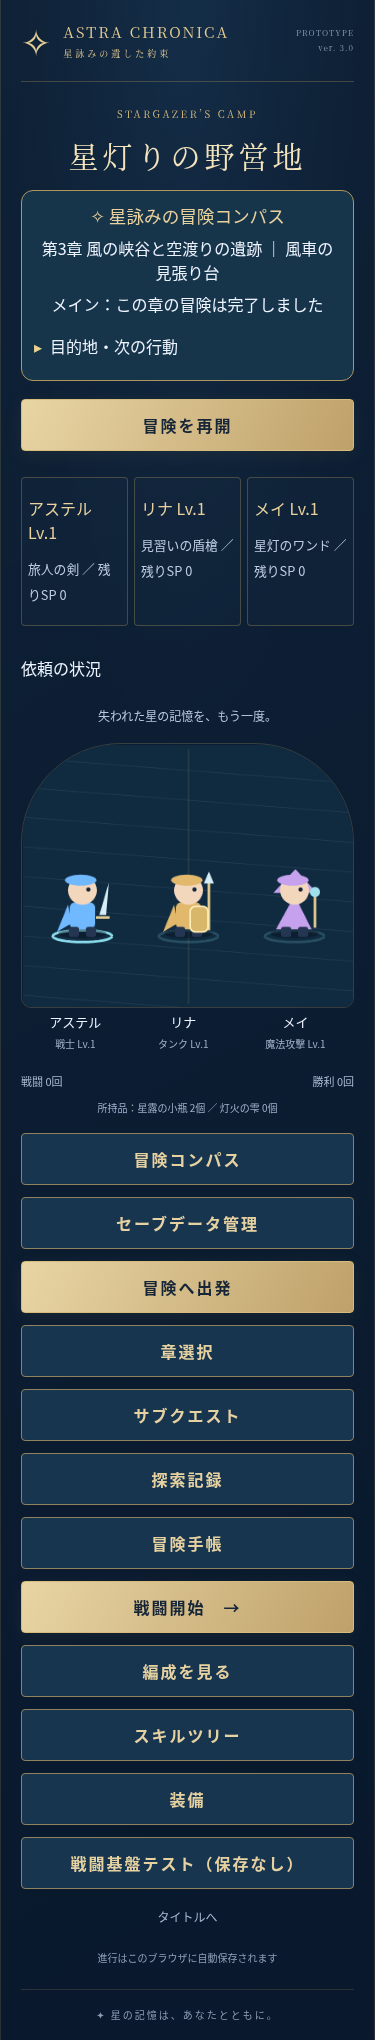 ASTRA CHRONICA
星詠みの遺した約束
PROTOTYPE
ver. 3.0
STARGAZER'S CAMP
星灯りの野営地
✧ 星詠みの冒険コンパス
第3章 風の峡谷と空渡りの遺跡 ｜ 風車の
見張り台
メイン：この章の冒険は完了しました
▸ 目的地・次の行動
冒険を再開
アステル
Lv.1
旅人の剣 ／ 残
りSP 0
リナ Lv.1
見習いの盾槍 ／
残りSP 0
メイ Lv.1
星灯のワンド ／
残りSP 0
依頼の状況
失われた星の記憶を、もう一度。
アステル
戦士 Lv.1
リナ
タンク Lv.1
メイ
魔法攻撃 Lv.1
戦闘 0回
勝利 0回
所持品：星露の小瓶 2個 ／ 灯火の雫 0個
冒険コンパス
セーブデータ管理
冒険へ出発
章選択
サブクエスト
探索記録
冒険手帳
戦闘開始　→
編成を見る
スキルツリー
装備
戦闘基盤テスト（保存なし）
タイトルへ
進行はこのブラウザに自動保存されます
✦ 星の記憶は、あなたとともに。